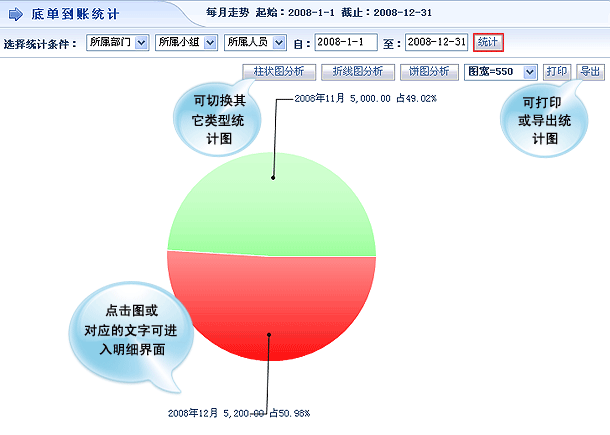 底单到账统计
每月走势 起始：2008-1-1 截止：2008-12-31
选择统计条件： 所属部门 所属小组 所属人员 自： 2008-1-1 至： 2008-12-31 统计
柱状图分析 折线图分析 饼图分析 图宽=550 打印 导出
可切换其
它类型统
计图
2008年11月 5,000.00 占49.02%
可打印
或导出统
计图
点击图或
对应的文字可进
入明细界面
2008年12月 5,200.00 占50.98%